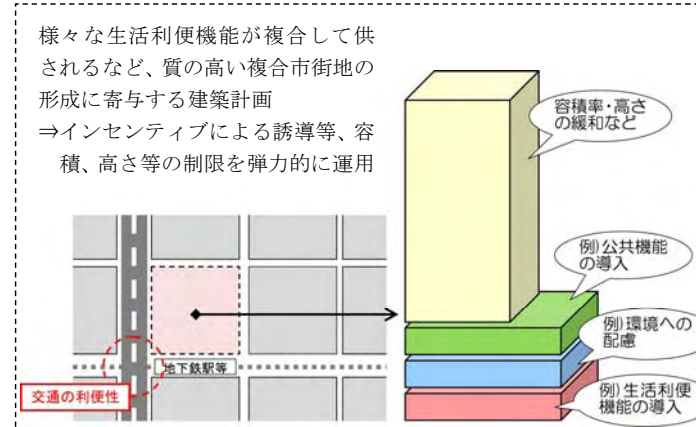 様々な生活利便機能が複合して供
されるなど、質の高い複合市街地の
形成に寄与する建築計画
⇒インセンティブによる誘導等、容
積、高さ等の制限を弾力的に運用
容積率・高さ
の緩和など
例)公共機能
の導入
例)環境への
配慮
例)生活利便
機能の導入
地下鉄駅等
交通の利便性